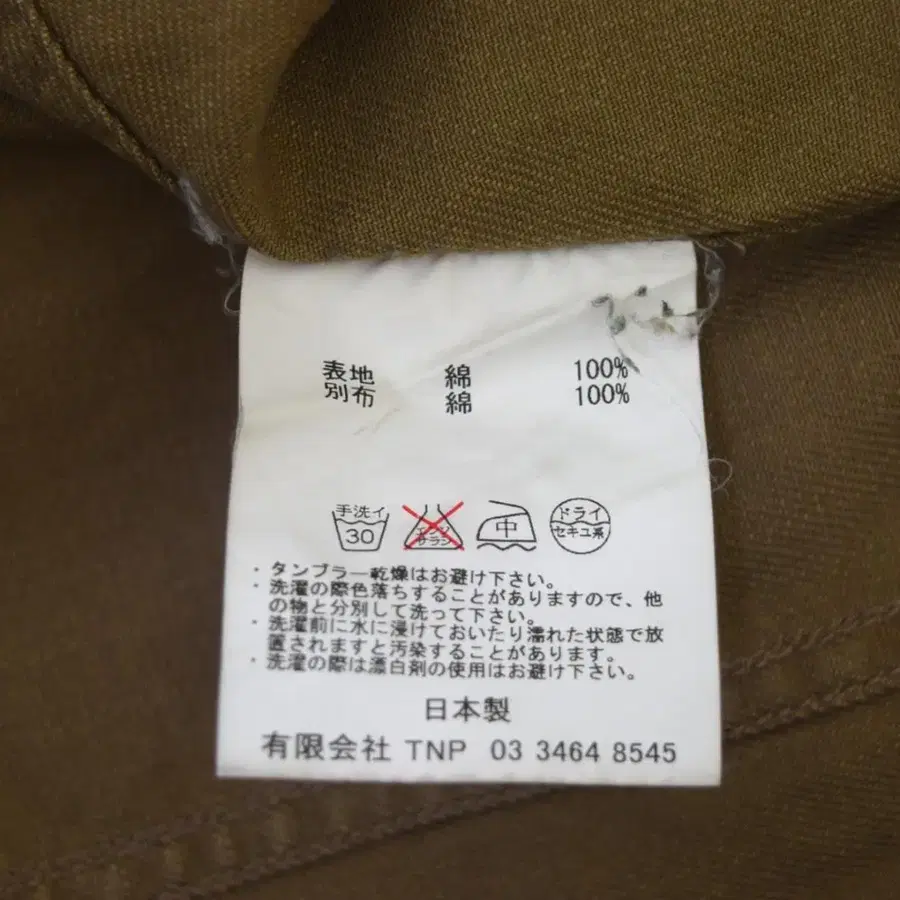 表地 綿 100%
別布 綿 100%
手洗イ 30 エンソサラシ 中 ドライ セキユ系
・タンブラー乾燥はお避け下さい。
・洗濯の際色落ちすることがありますので、他
の物と分別して洗って下さい。
・洗濯前に水に浸けておいたり濡れた状態で放
置されますと汚染することがあります。
・洗濯の際は漂白剤の使用はお避け下さい。
日本製
有限会社 TNP 03 3464 8545